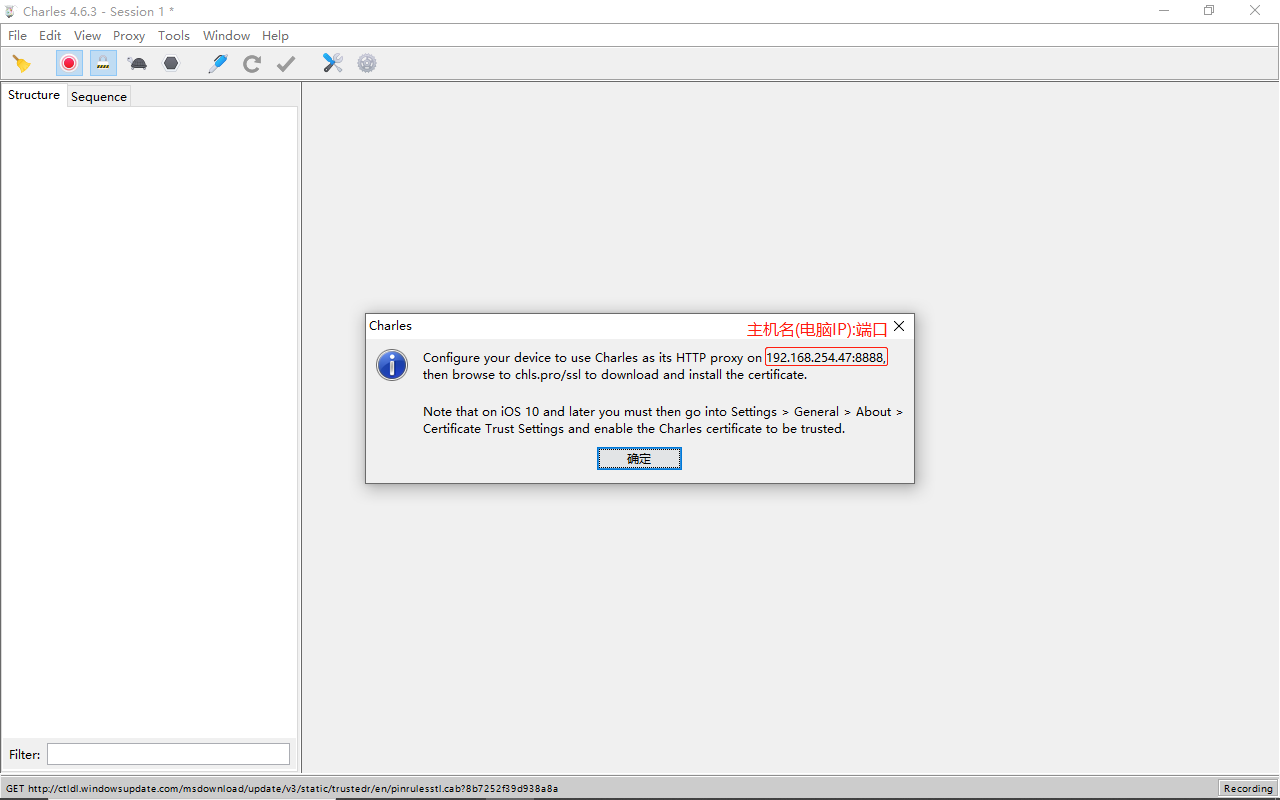 Charles 4.6.3 - Session 1 *
File Edit View Proxy Tools Window Help
Structure Sequence
Charles
主机名(电脑IP):端口
Configure your device to use Charles as its HTTP proxy on 192.168.254.47:8888,
then browse to chls.pro/ssl to download and install the certificate.
Note that on iOS 10 and later you must then go into Settings > General > About >
Certificate Trust Settings and enable the Charles certificate to be trusted.
确定
Filter:
GET http://ctldl.windowsupdate.com/msdownload/update/v3/static/trustedr/en/pinrulesstl.cab?8b7252f39d938a8a
Recording